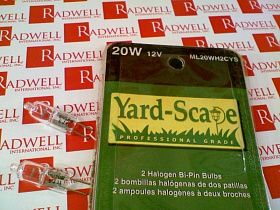 RADWELL
INTERNATIONAL, INC.
20W 12V
ML20WH2CYS
Yard-Scape
PROFESSIONAL GRADE
2 Halogen Bi-Pin Bulbs
2 bombillas halógenas de dos patillas
2 ampoules halogènes à deux broches